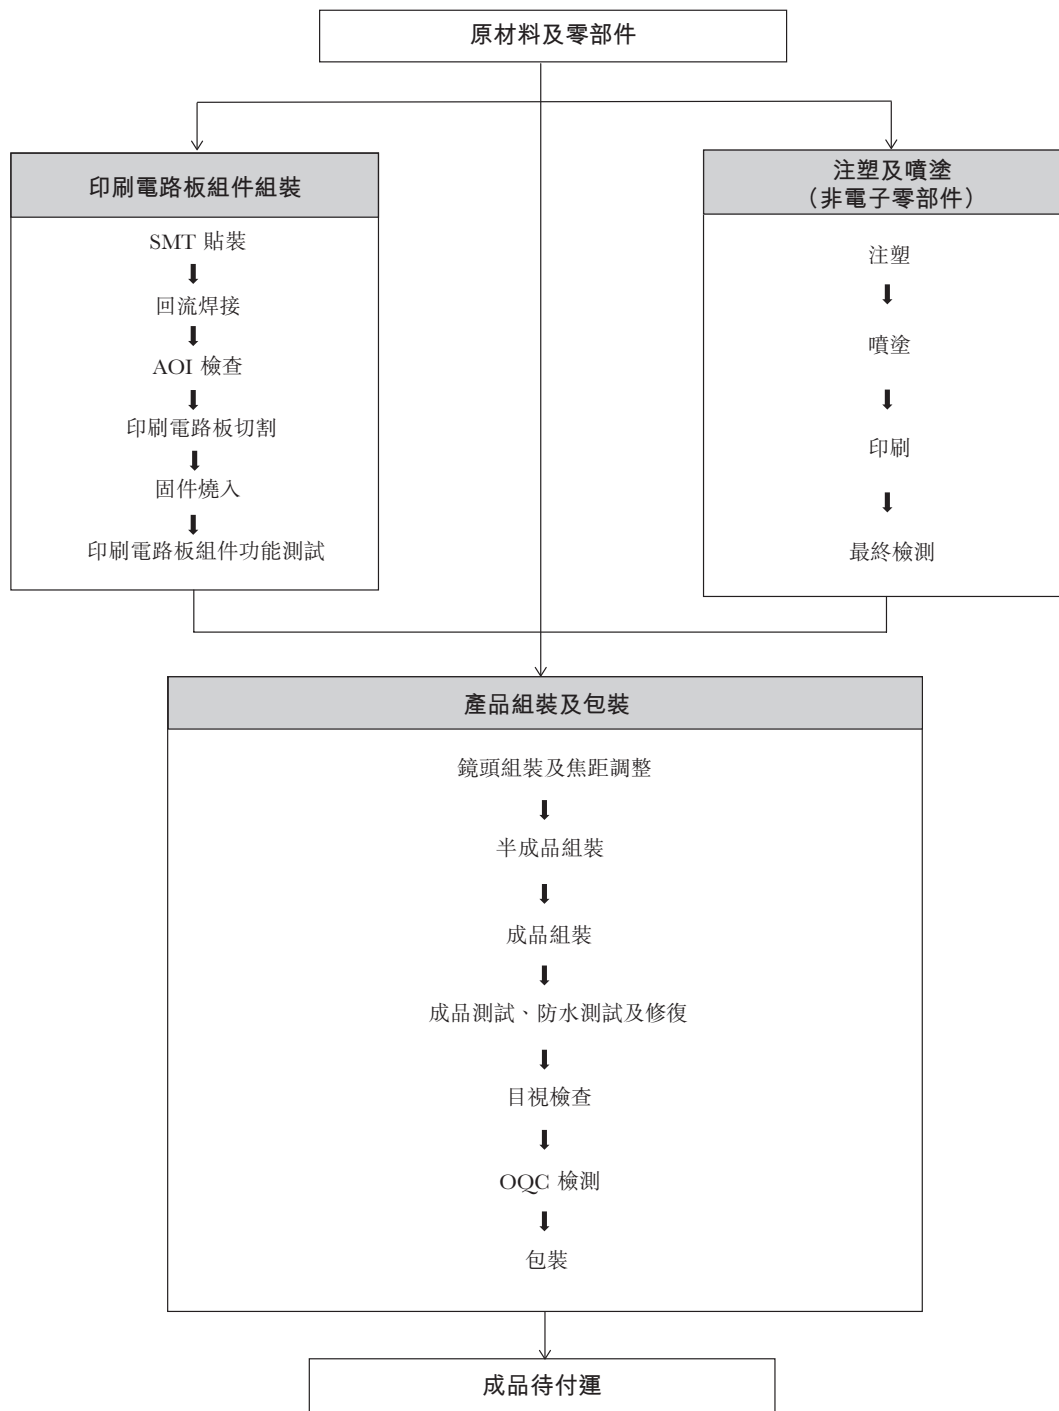 原材料及零部件
印刷電路板組件組裝
SMT 貼裝
回流焊接
AOI 檢查
印刷電路板切割
固件燒入
印刷電路板組件功能測試
注塑及噴塗
（非電子零部件）
注塑
噴塗
印刷
最終檢測
產品組裝及包裝
鏡頭組裝及焦距調整
半成品組裝
成品組裝
成品測試、防水測試及修復
目視檢查
OQC 檢測
包裝
成品待付運